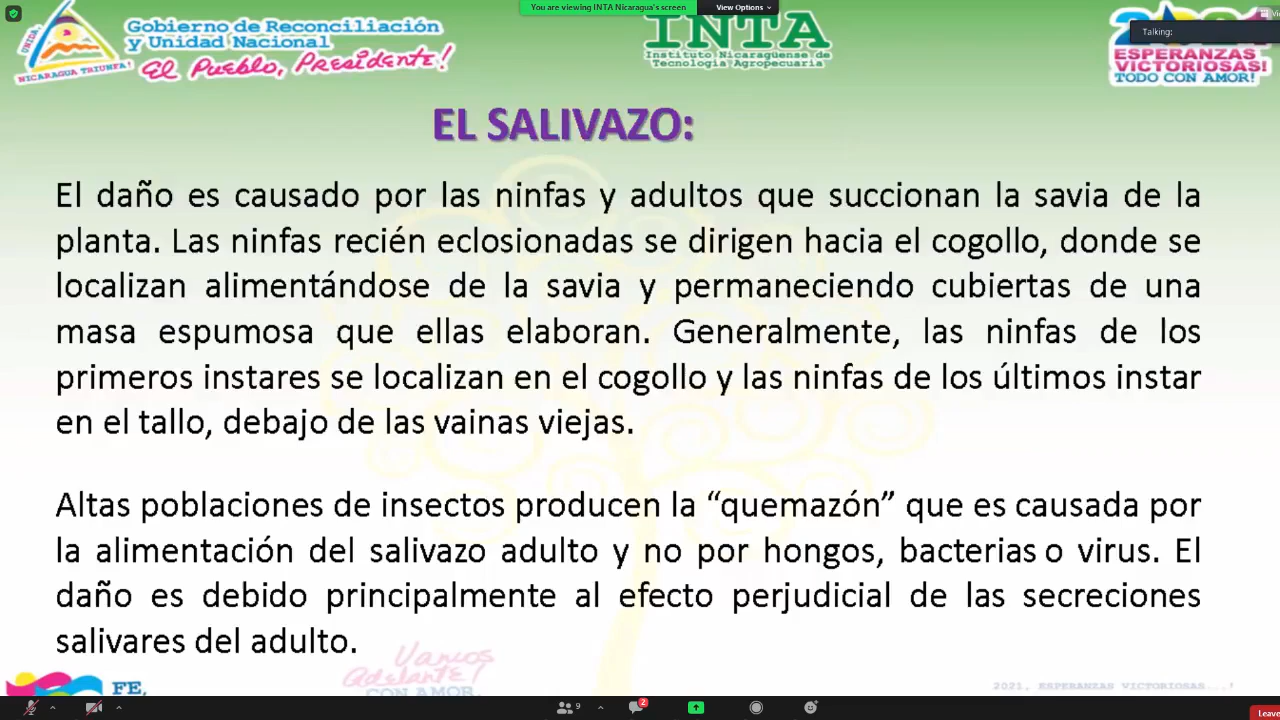 You are viewing INTA Nicaragua's screen
View Options
Talking:
UNIDA,
NICARAGUA TRIUNFA!
Gobierno de Reconciliación
y Unidad Nacional
El Pueblo, Presidente!
INTA
Instituto Nicaragüense de
Tecnología Agropecuaria
ESPERANZAS
VICTORIOSAS!
TODO CON AMOR!
EL SALIVAZO:
El daño es causado por las ninfas y adultos que succionan la savia de la
planta. Las ninfas recién eclosionadas se dirigen hacia el cogollo, donde se
localizan alimentándose de la savia y permaneciendo cubiertas de una
masa espumosa que ellas elaboran. Generalmente, las ninfas de los
primeros instares se localizan en el cogollo y las ninfas de los últimos instar
en el tallo, debajo de las vainas viejas.
Altas poblaciones de insectos producen la “quemazón” que es causada por
la alimentación del salivazo adulto y no por hongos, bacterias o virus. El
daño es debido principalmente al efecto perjudicial de las secreciones
salivares del adulto.
Vamos
Adelante!
CON AMOR,
FE,
2021, ESPERANZAS VICTORIOSAS...!
9
2
Leave